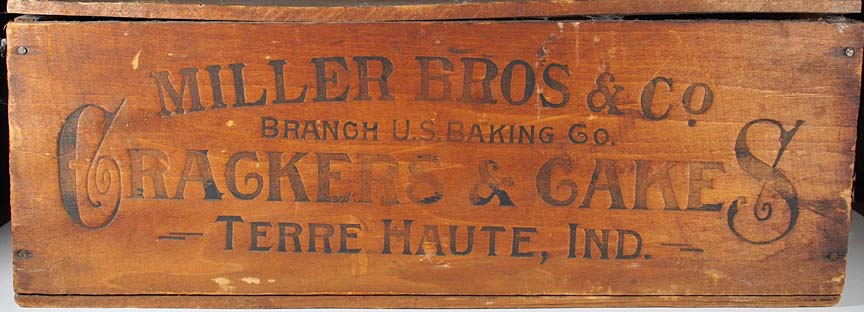 MILLER BROS & CO
BRANCH U.S. BAKING CO.
CRACKERS & CAKES
— TERRE HAUTE, IND. —